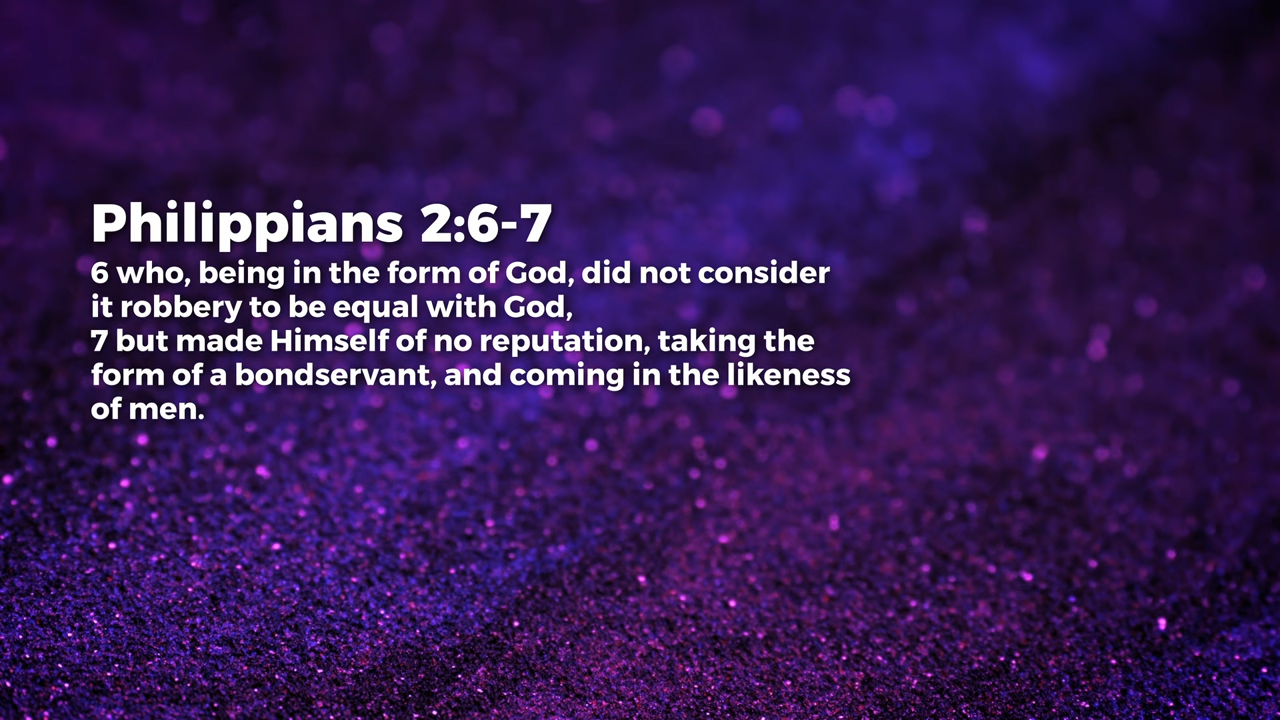 Philippians 2:6-7
6 who, being in the form of God, did not consider
it robbery to be equal with God,
7 but made Himself of no reputation, taking the
form of a bondservant, and coming in the likeness
of men.